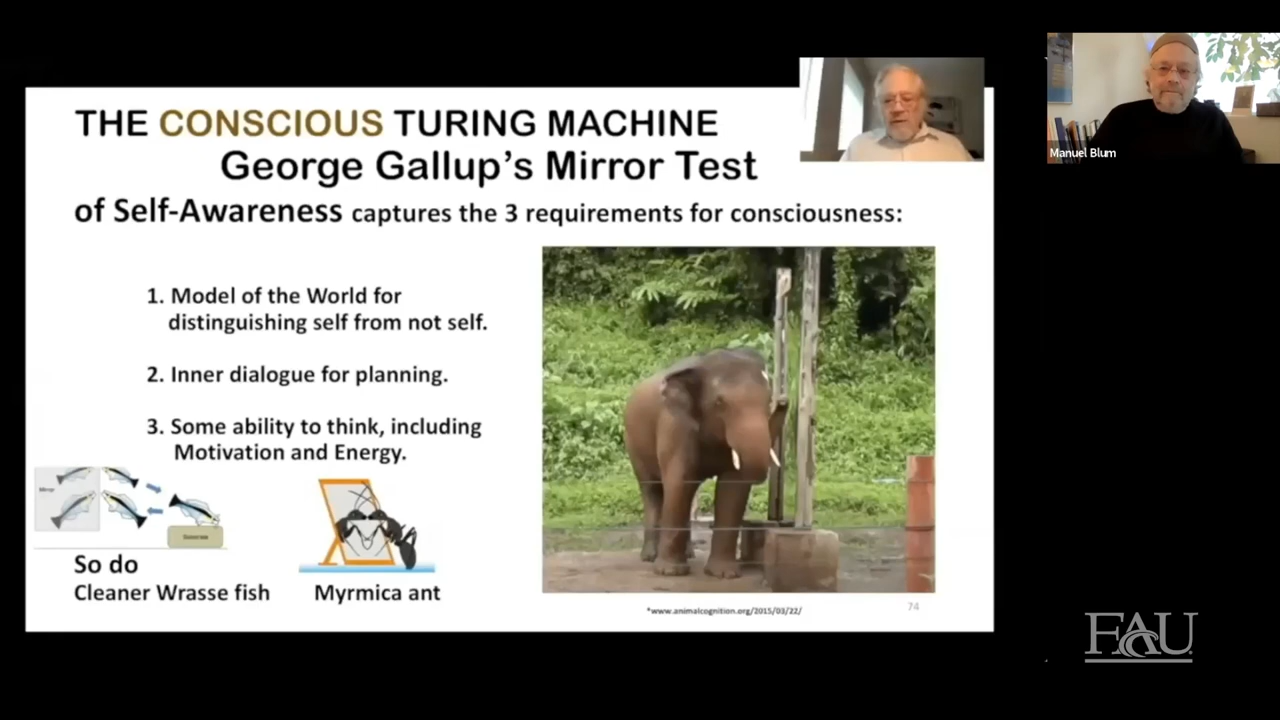 THE CONSCIOUS TURING MACHINE
George Gallup's Mirror Test
of Self-Awareness captures the 3 requirements for consciousness:
1. Model of the World for
distinguishing self from not self.
2. Inner dialogue for planning.
3. Some ability to think, including
Motivation and Energy.
Mirror
So do
Cleaner Wrasse fish
Myrmica ant
*www.animalcognition.org/2015/03/22/
74
Manuel Blum
FAU